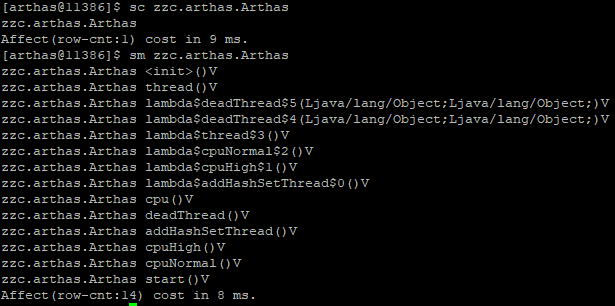 [arthas@11386]$ sc zzc.arthas.Arthas
zzc.arthas.Arthas
Affect(row-cnt:1) cost in 9 ms.
[arthas@11386]$ sm zzc.arthas.Arthas
zzc.arthas.Arthas <init>()V
zzc.arthas.Arthas thread()V
zzc.arthas.Arthas lambda$deadThread$5(Ljava/lang/Object;Ljava/lang/Object;)V
zzc.arthas.Arthas lambda$deadThread$4(Ljava/lang/Object;Ljava/lang/Object;)V
zzc.arthas.Arthas lambda$thread$3()V
zzc.arthas.Arthas lambda$cpuNormal$2()V
zzc.arthas.Arthas lambda$cpuHigh$1()V
zzc.arthas.Arthas lambda$addHashSetThread$0()V
zzc.arthas.Arthas cpu()V
zzc.arthas.Arthas deadThread()V
zzc.arthas.Arthas addHashSetThread()V
zzc.arthas.Arthas cpuHigh()V
zzc.arthas.Arthas cpuNormal()V
zzc.arthas.Arthas start()V
Affect(row-cnt:14) cost in 8 ms.